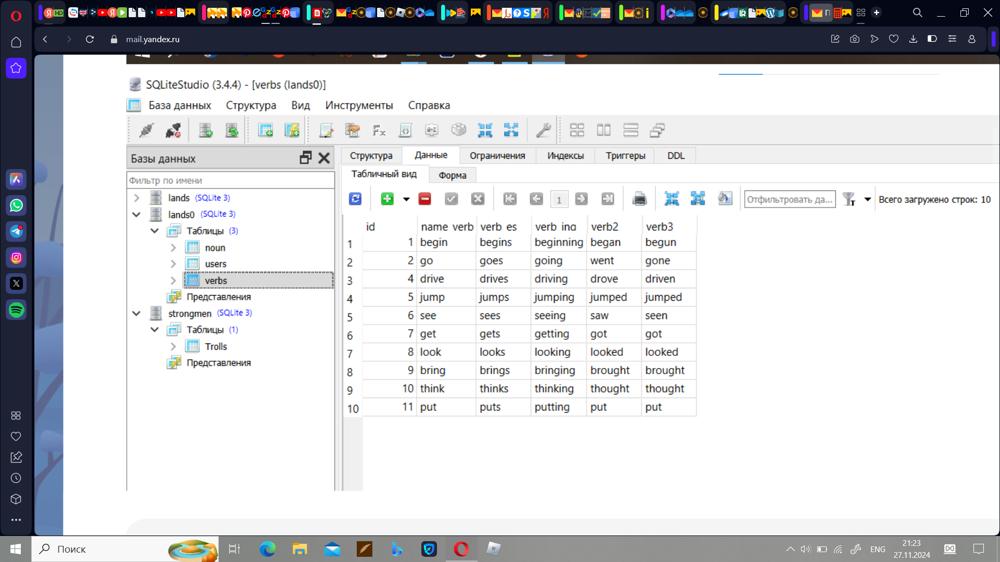 mail.yandex.ru
SQLiteStudio (3.4.4) - [verbs (lands0)]
База данных Структура Вид Инструменты Справка
Базы данных
Фильтр по имени
lands (SQLite 3)
lands0 (SQLite 3)
Таблицы (3)
noun
users
verbs
Представления
strongmen (SQLite 3)
Таблицы (1)
Trolls
Представления
Структура Данные Ограничения Индексы Триггеры DDL
Табличный вид Форма
1 Отфильтровать да... Всего загружено строк: 10
id name_verb verb_es verb_ing verb2 verb3
1 1 begin begins beginning began begun
2 2 go goes going went gone
3 4 drive drives driving drove driven
4 5 jump jumps jumping jumped jumped
5 6 see sees seeing saw seen
6 7 get gets getting got got
7 8 look looks looking looked looked
8 9 bring brings bringing brought brought
9 10 think thinks thinking thought thought
10 11 put puts putting put put
Поиск
ENG
21:23
27.11.2024